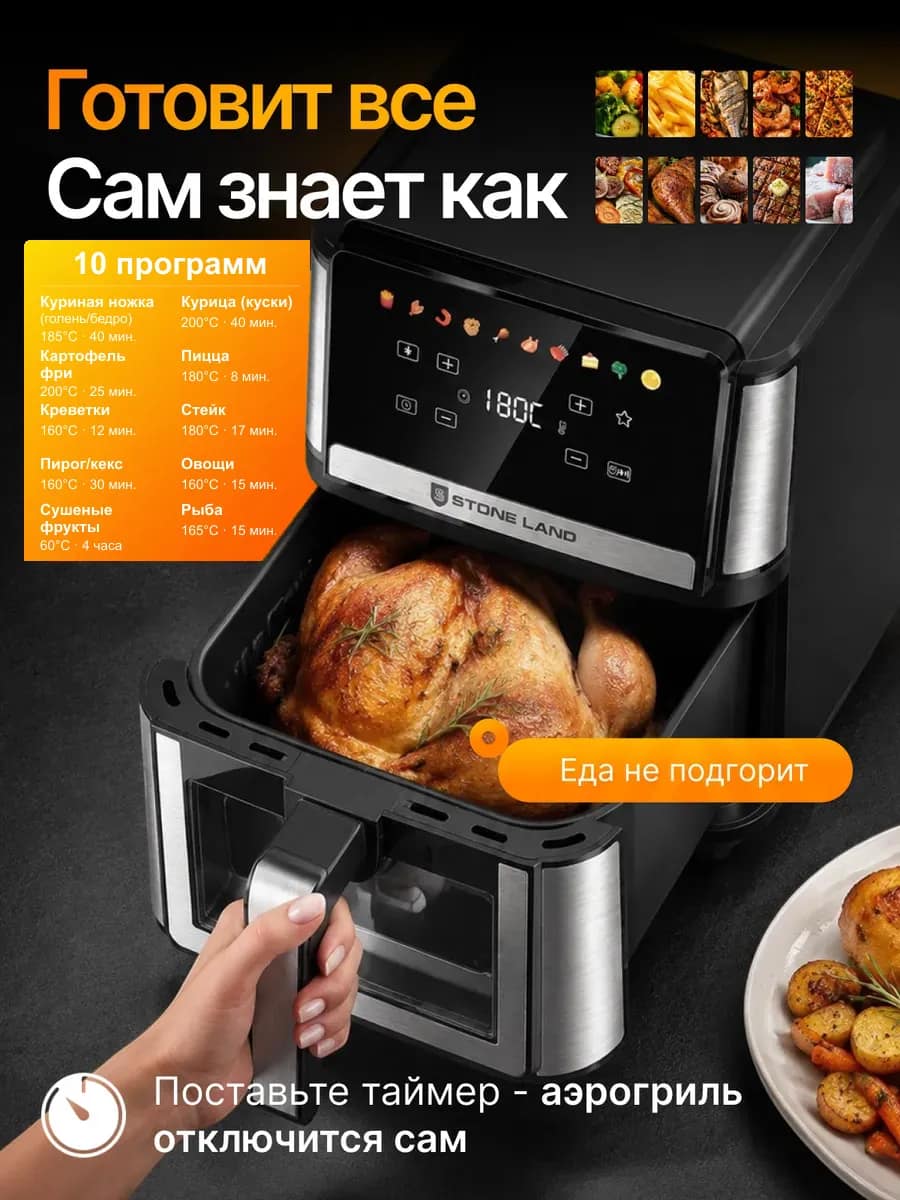 Готовит все
Сам знает как
10 программ
Куриная ножка
(голень/бедро)
185°C · 40 мин.
Курица (куски)
200°C · 40 мин.
Картофель
фри
200°C · 25 мин.
Пицца
180°C · 8 мин.
Креветки
160°C · 12 мин.
Стейк
180°C · 17 мин.
Пирог/кекс
160°C · 30 мин.
Овощи
160°C · 15 мин.
Сушеные
фрукты
60°C · 4 часа
Рыба
165°C · 15 мин.
180C
STONE LAND
Еда не подгорит
Поставьте таймер - аэрогриль
отключится сам